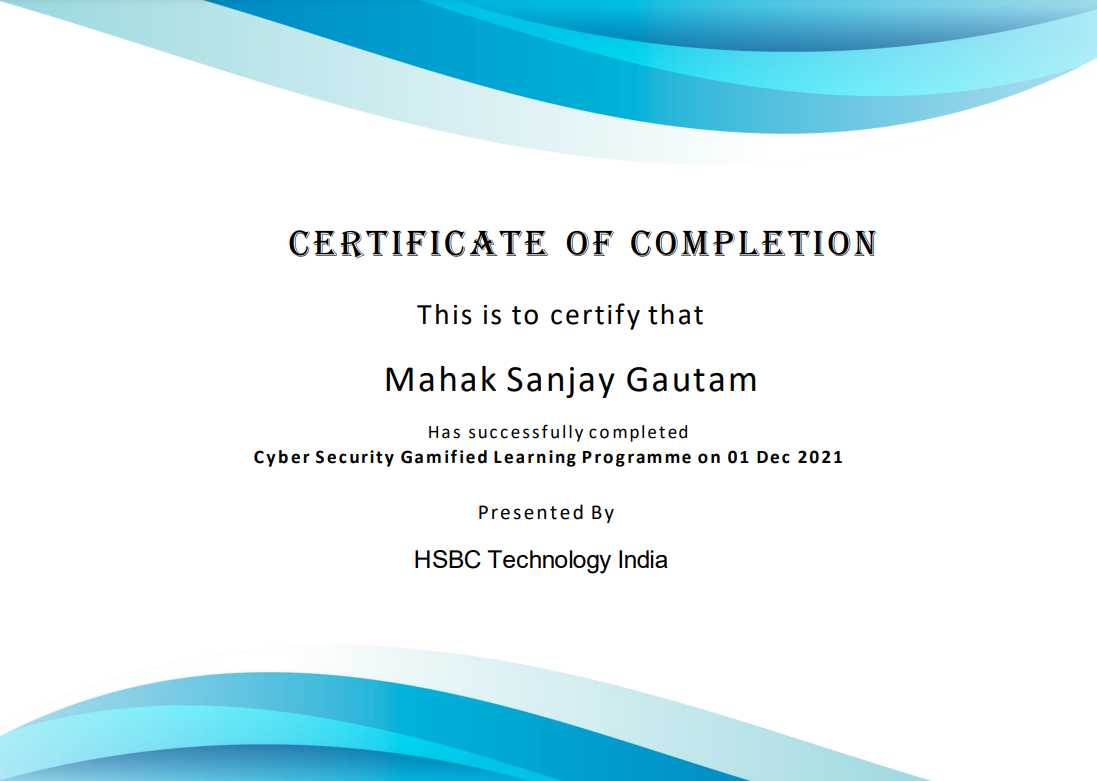 CERTIFICATE OF COMPLETION
This is to certify that
Mahak Sanjay Gautam
Has successfully completed
Cyber Security Gamified Learning Programme on 01 Dec 2021
Presented By
HSBC Technology India